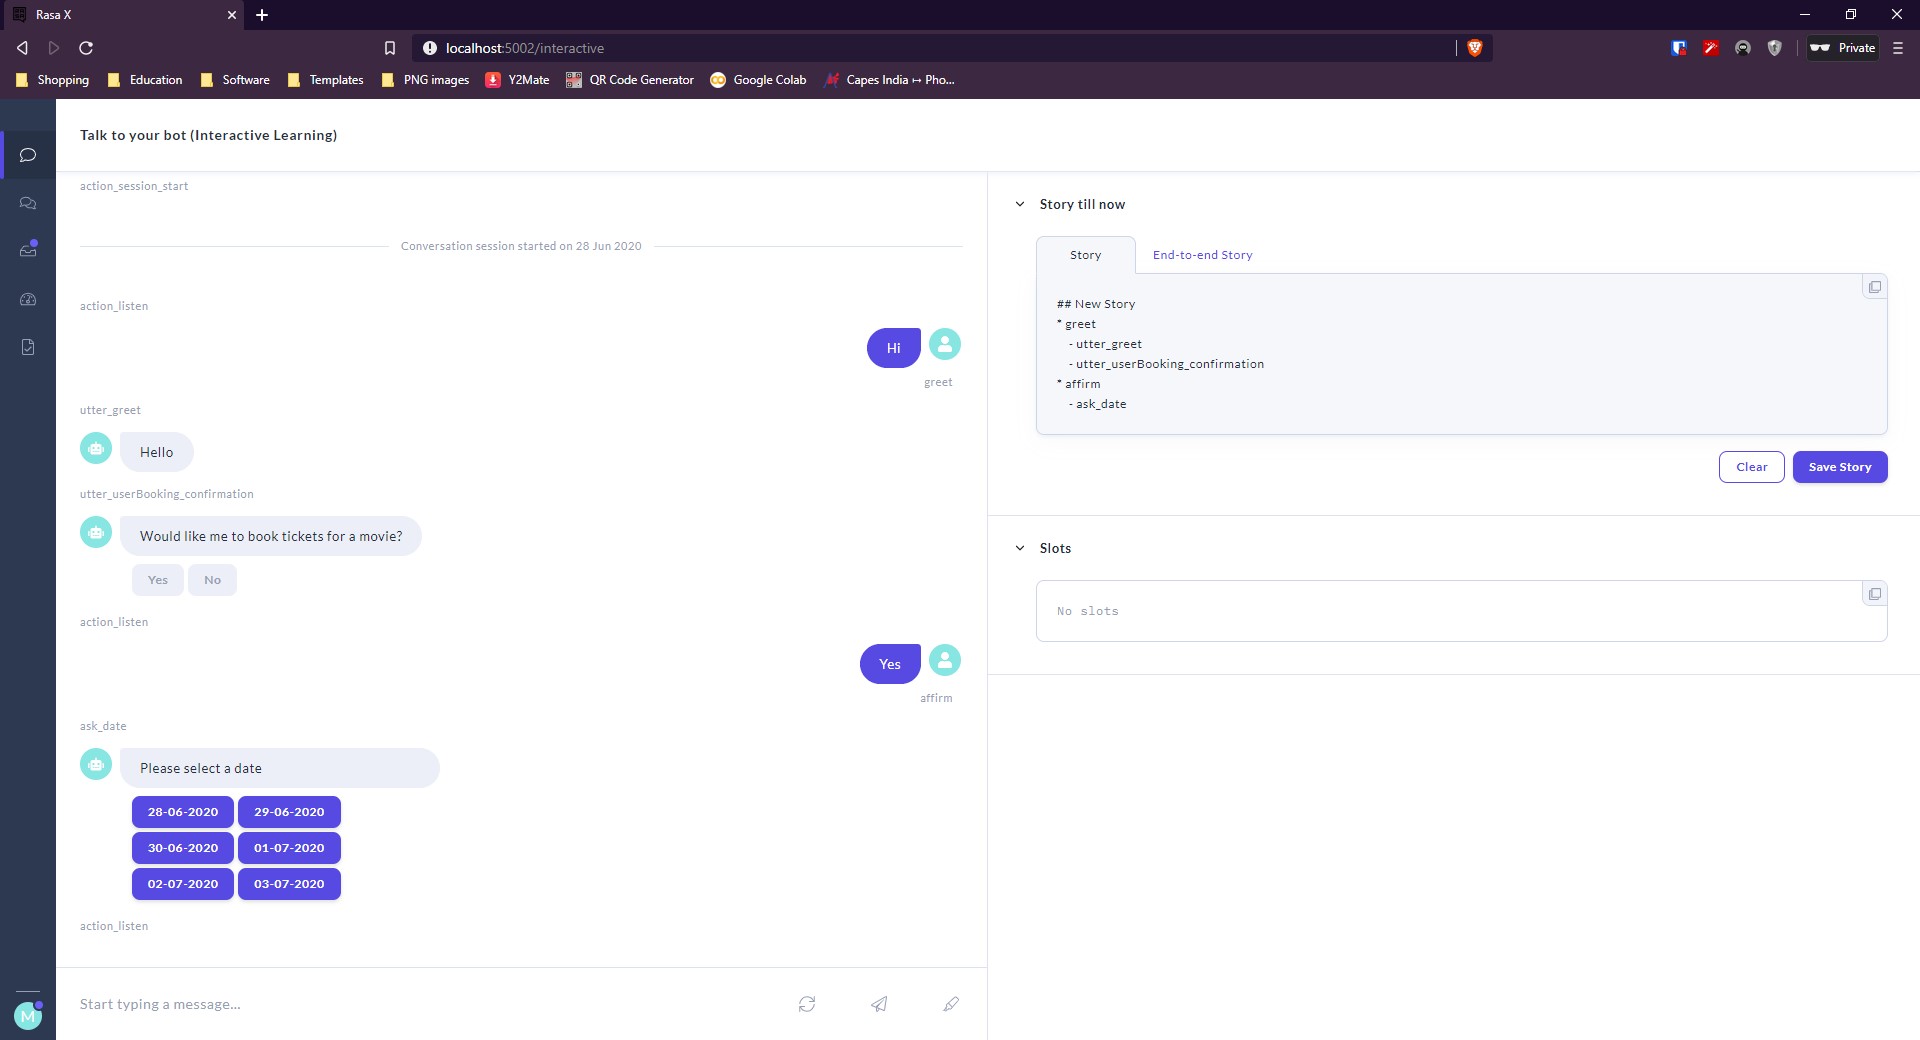 Rasa X
localhost:5002/interactive
Private
Shopping
Education
Software
Templates
PNG images
Y2Mate
QR Code Generator
Google Colab
Capes India ↦ Pho...
Talk to your bot (Interactive Learning)
action_session_start
Conversation session started on 28 Jun 2020
action_listen
Hi
greet
utter_greet
Hello
utter_userBooking_confirmation
Would like me to book tickets for a movie?
Yes No
action_listen
Yes
affirm
ask_date
Please select a date
28-06-2020 29-06-2020
30-06-2020 01-07-2020
02-07-2020 03-07-2020
action_listen
Start typing a message...
M
Story till now
Story End-to-end Story
## New Story
* greet
- utter_greet
- utter_userBooking_confirmation
* affirm
- ask_date
Clear Save Story
Slots
No slots